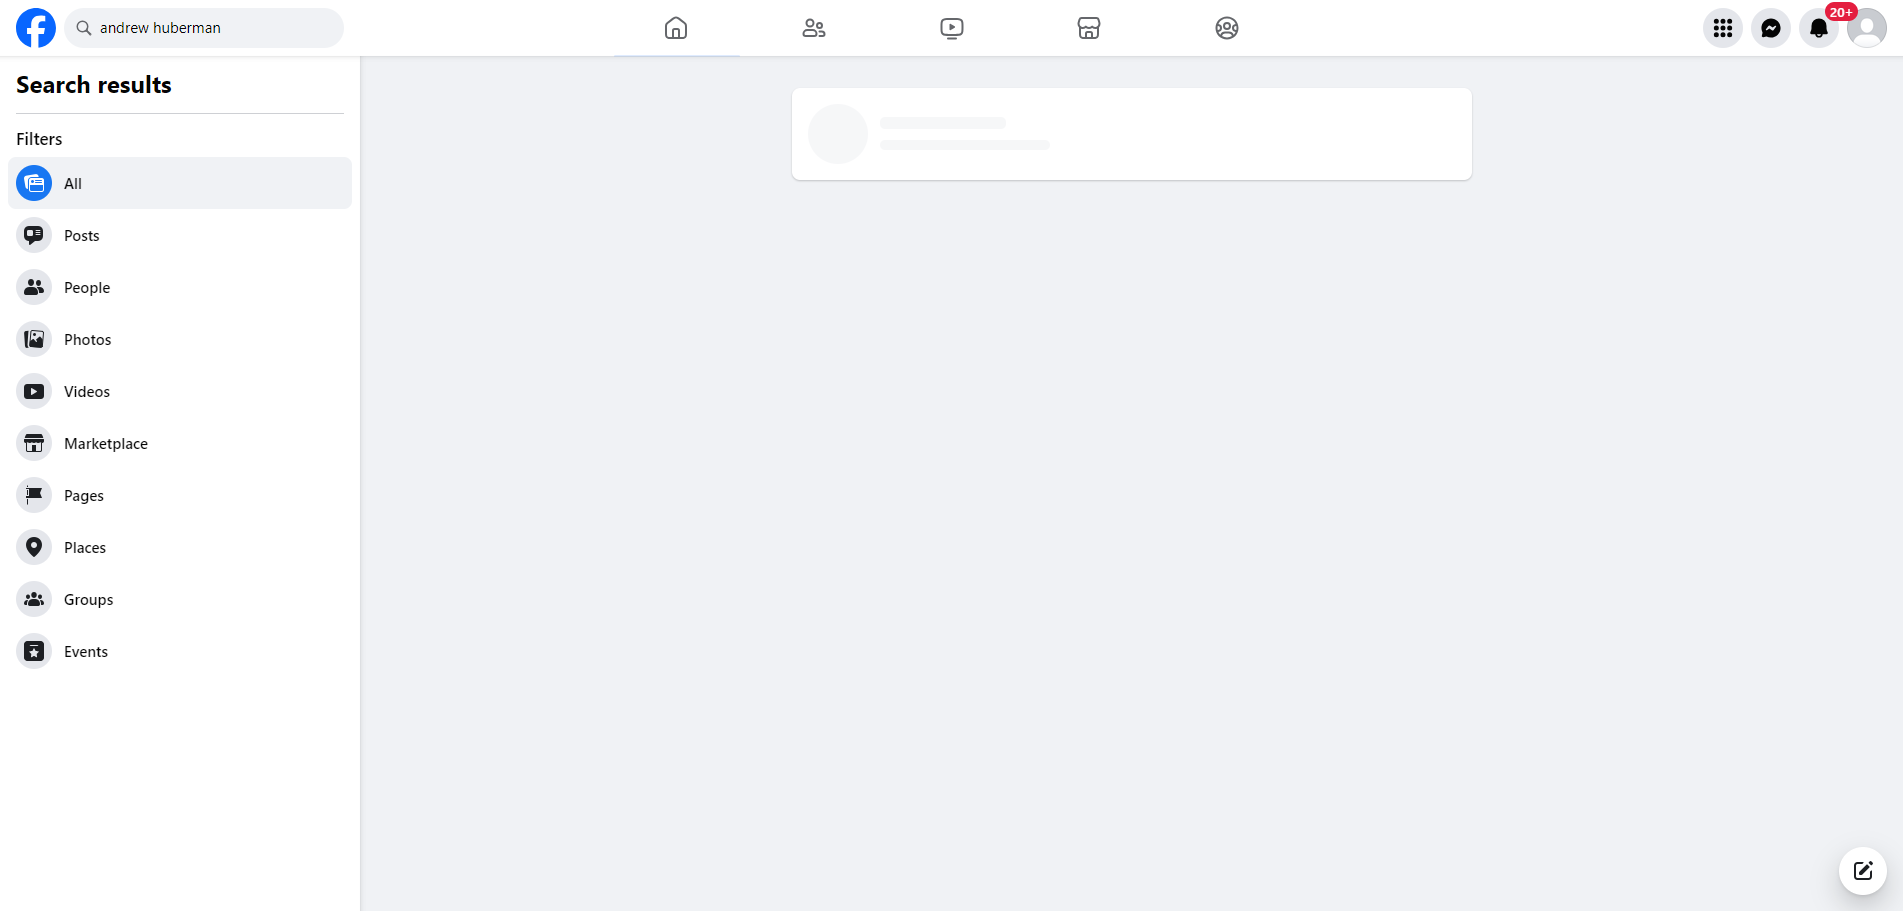 andrew huberman
20+
Search results
Filters
All
Posts
People
Photos
Videos
Marketplace
Pages
Places
Groups
Events